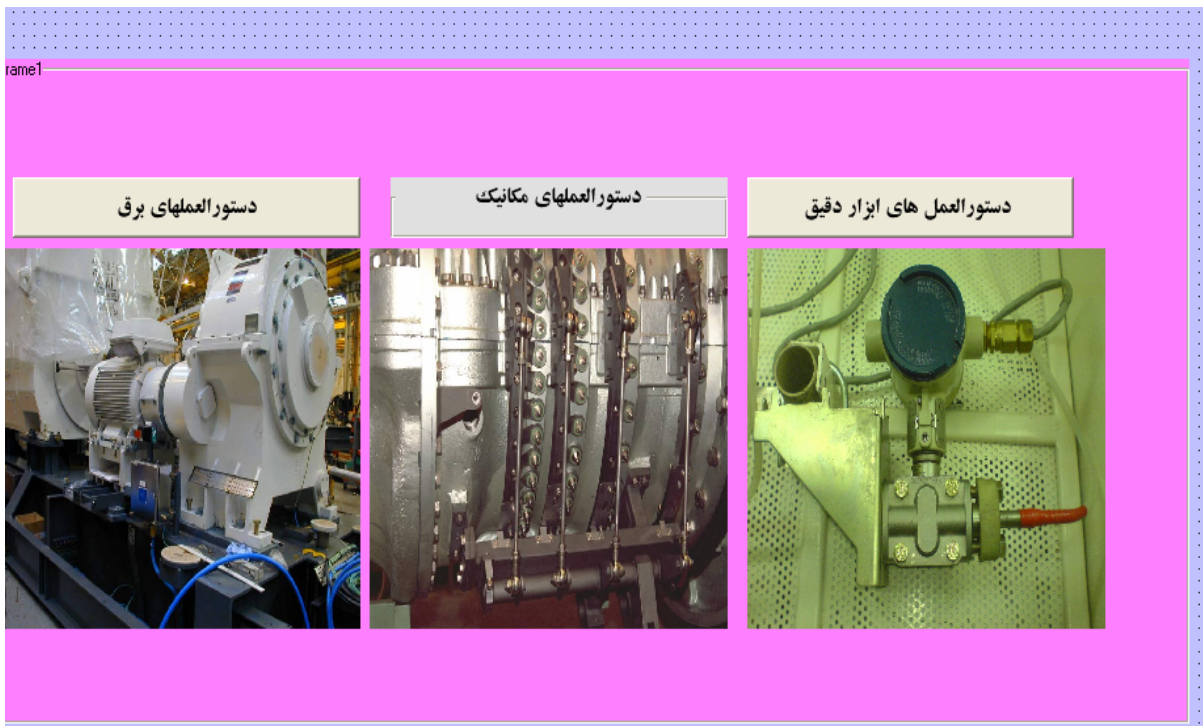 rame1
دستورالعمل های ابزار دقیق
دستورالعملهای مکانیک
دستورالعملهای برق